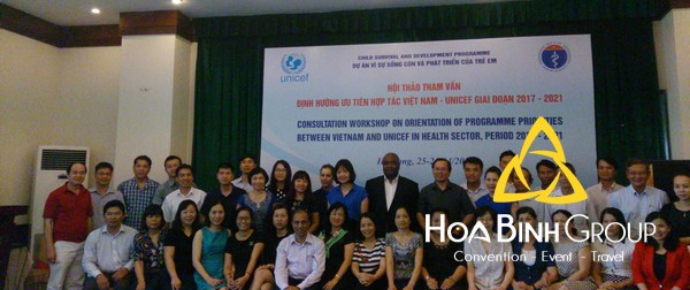 unicef
CHILD SURVIVAL AND DEVELOPMENT PROGRAMME
DỰ ÁN VÌ SỰ SỐNG CÒN VÀ PHÁT TRIỂN CỦA TRẺ EM
HỘI THẢO THAM VẤN
ĐỊNH HƯỚNG ƯU TIÊN HỢP TÁC VIỆT NAM - UNICEF GIAI ĐOẠN 2017 - 2021
CONSULTATION WORKSHOP ON ORIENTATION OF PROGRAMME PRIORITIES
BETWEEN VIETNAM AND UNICEF IN HEALTH SECTOR, PERIOD
HOA BINH GROUP
Convention - Event - Travel